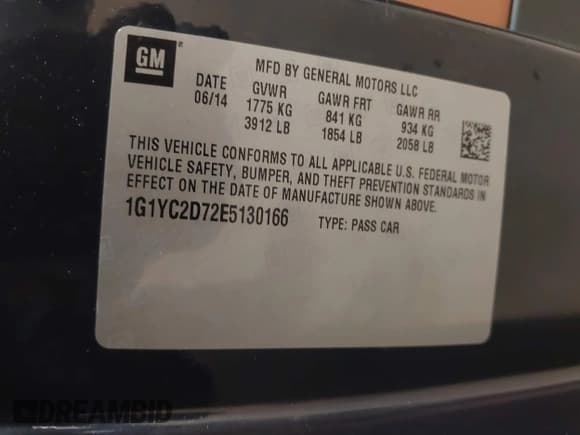 GM
MFD BY GENERAL MOTORS LLC
DATE GVWR GAWR FRT GAWR RR
06/14 1775 KG 841 KG 934 KG
3912 LB 1854 LB 2058 LB
THIS VEHICLE CONFORMS TO ALL APPLICABLE U.S. FEDERAL MOTOR
VEHICLE SAFETY, BUMPER, AND THEFT PREVENTION STANDARDS IN
EFFECT ON THE DATE OF MANUFACTURE SHOWN ABOVE.
1G1YC2D72E5130166 TYPE: PASS CAR
DREAMBID